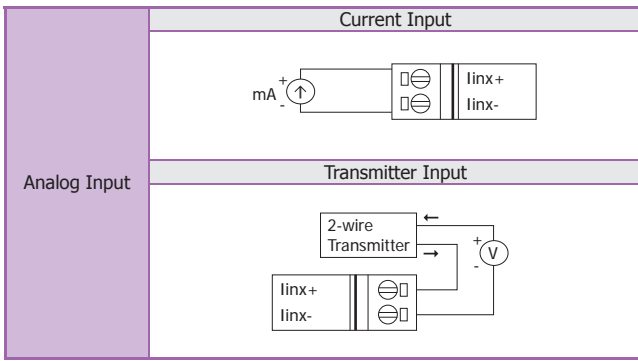 Current Input
mA
+
-
Iinx+
Iinx-
Analog Input
Transmitter Input
2-wire
Transmitter
+
V
-
Iinx+
Iinx-